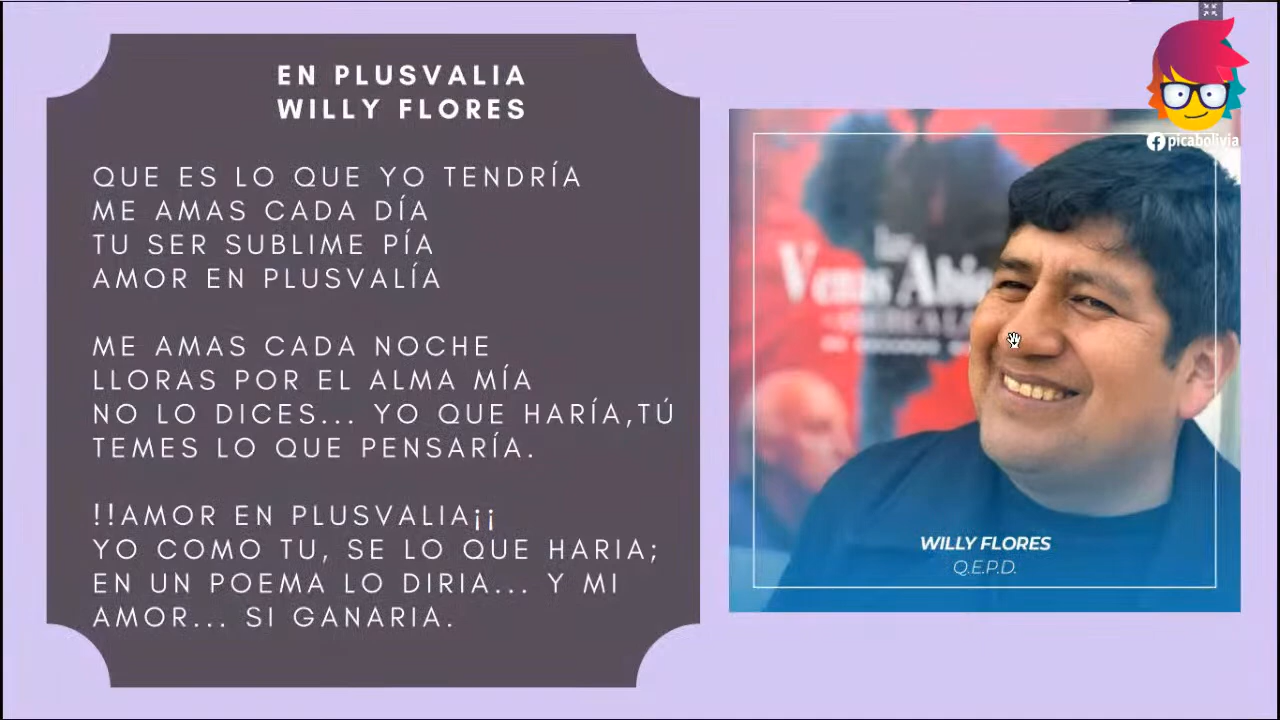 EN PLUSVALIA
WILLY FLORES
QUE ES LO QUE YO TENDRÍA
ME AMAS CADA DÍA
TU SER SUBLIME PÍA
AMOR EN PLUSVALÍA
ME AMAS CADA NOCHE
LLORAS POR EL ALMA MÍA
NO LO DICES... YO QUE HARÍA,TÚ
TEMES LO QUE PENSARÍA.
!!AMOR EN PLUSVALIA¡¡
YO COMO TU, SE LO QUE HARIA;
EN UN POEMA LO DIRIA... Y MI
AMOR... SI GANARIA.
picabolivia
Venas
WILLY FLORES
Q.E.P.D.